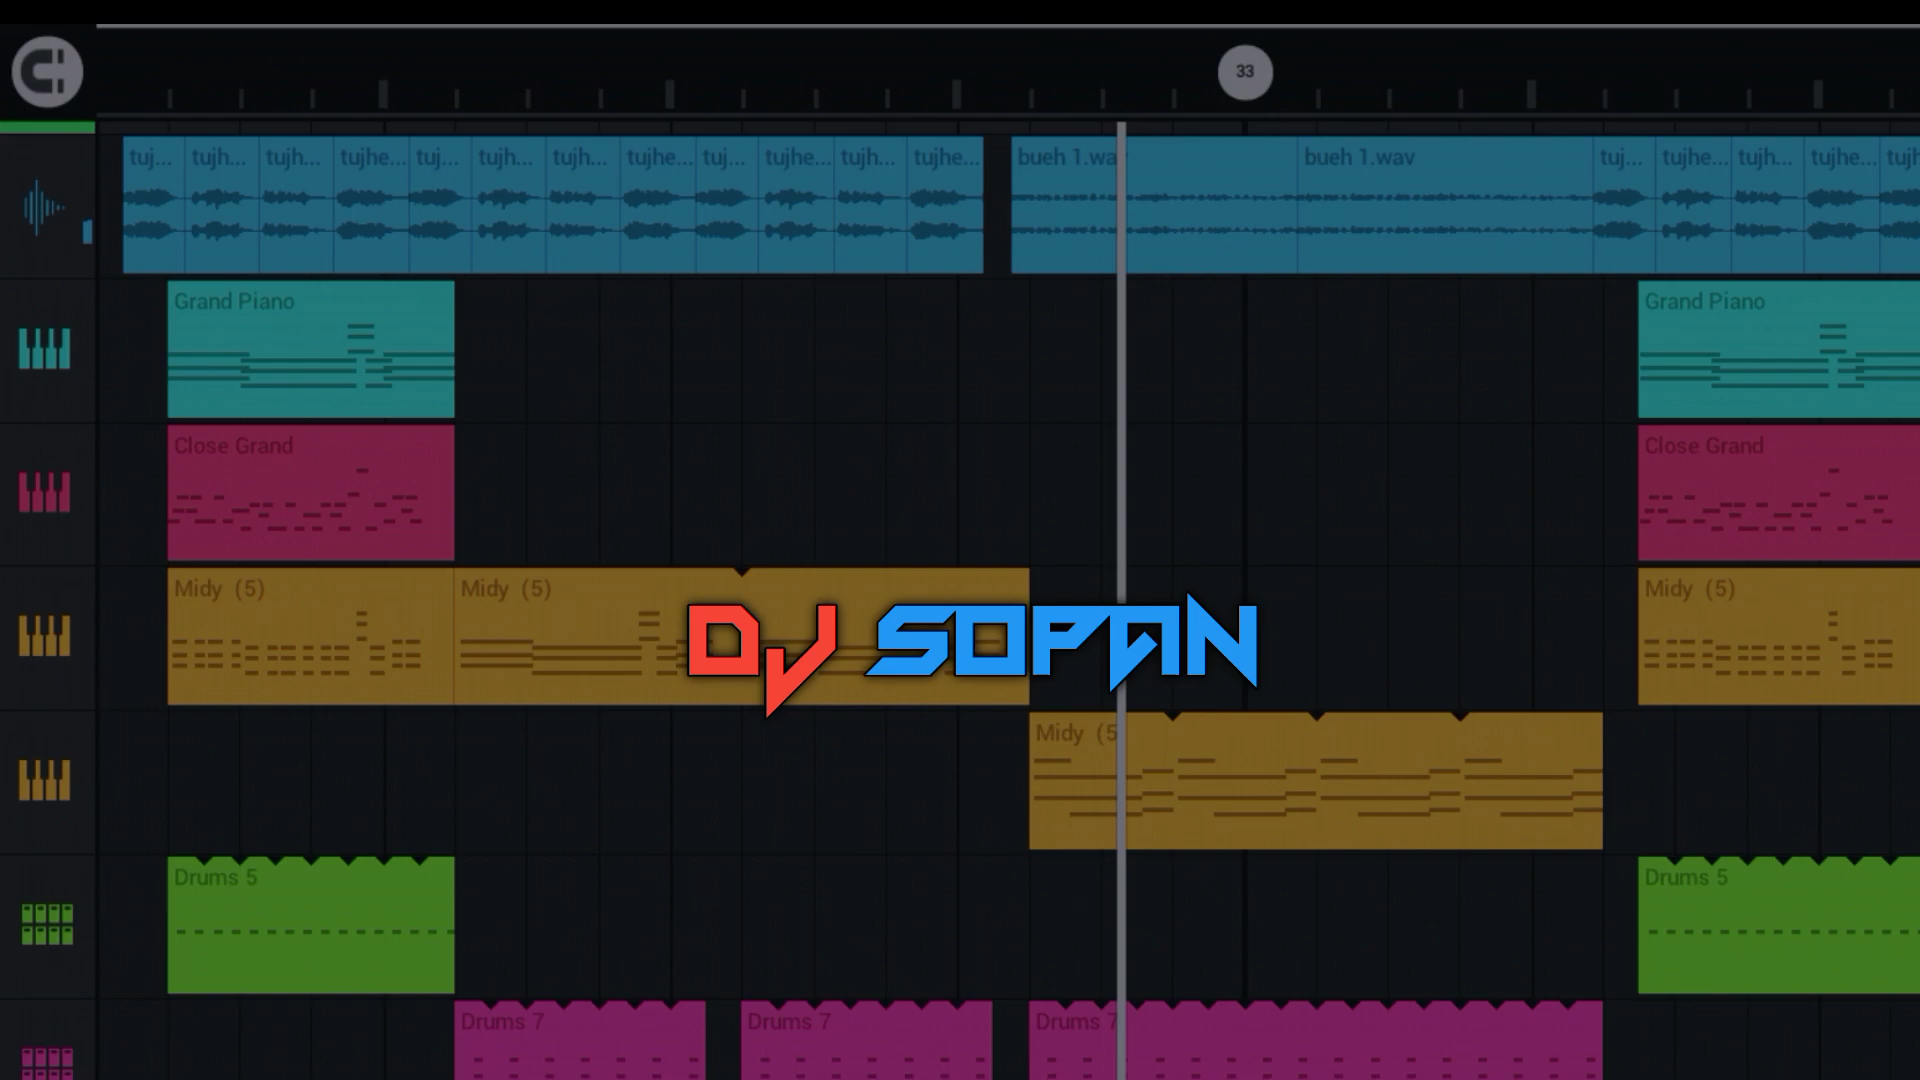 33
tuj... tujh... tujh... tujhe... tuj... tujh... tujh... tujhe... tuj... tujhe... tujh... tujhe... bueh 1.wav bueh 1.wav tuj... tujhe... tujh... tujhe... tujh
Grand Piano Grand Piano
Close Grand Close Grand
Midy (5) Midy (5) Midy (5)
DJ SOPAN
Midy (5
Drums 5 Drums 5
Drums 7 Drums 7 Drums 7